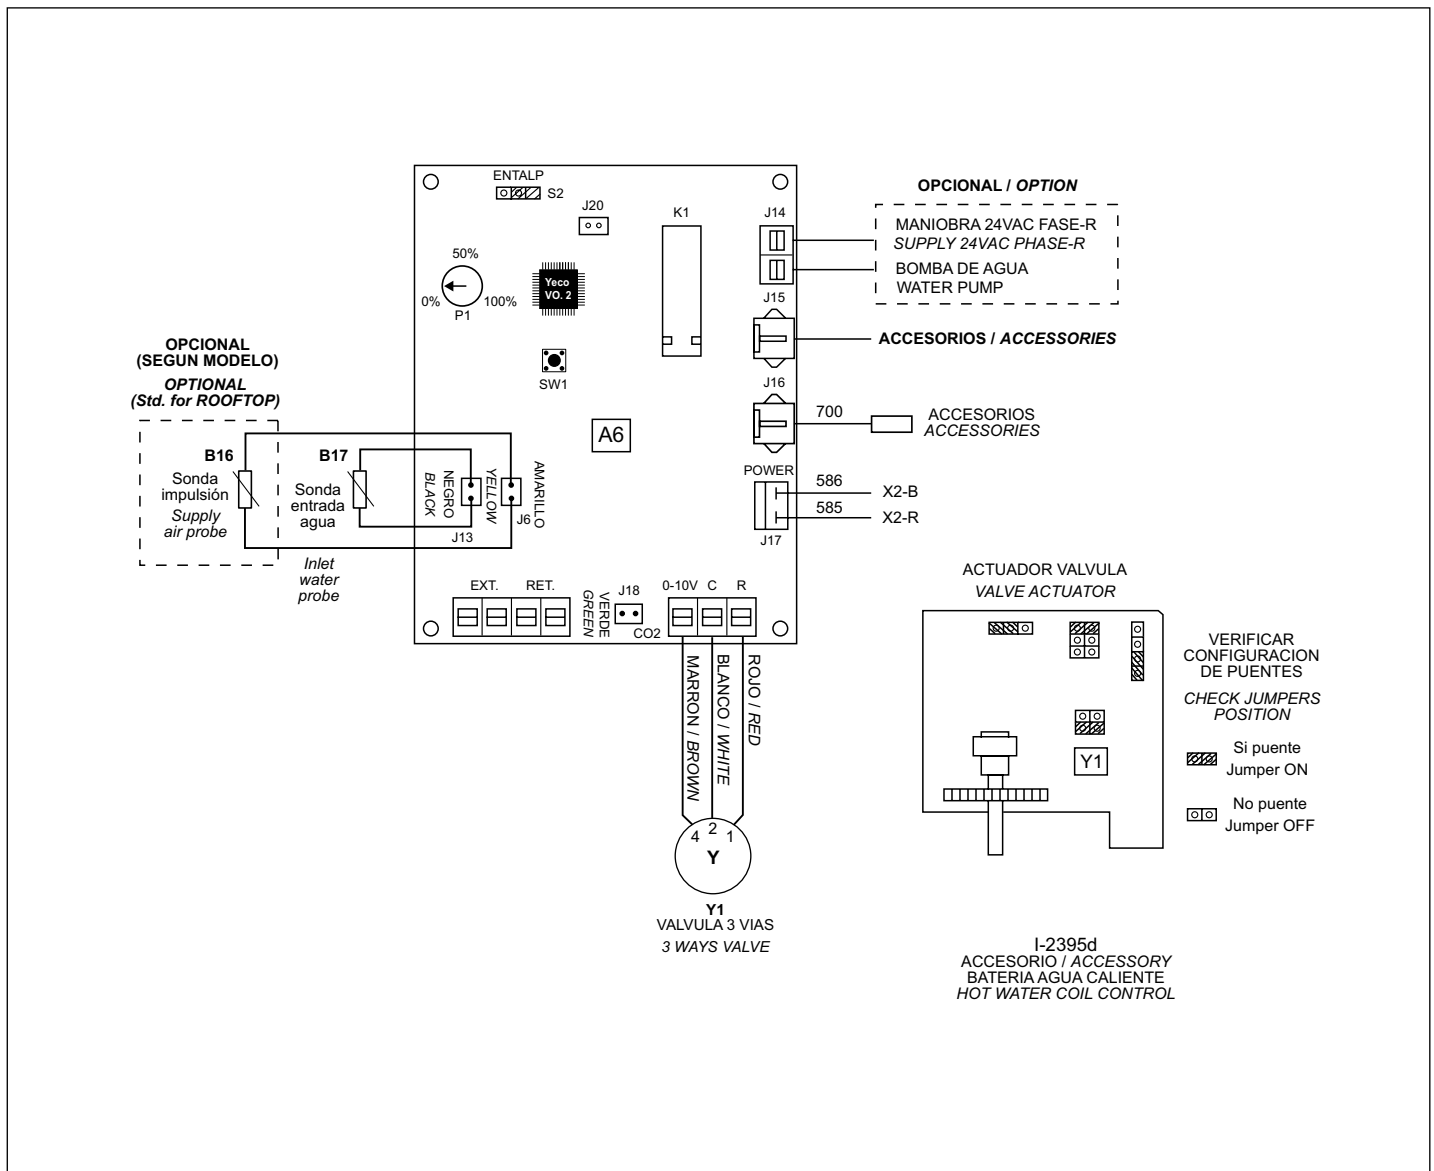 ENTALP
S2
J20
K1
J14
50%
0%
100%
P1
Yeco
VO. 2
SW1
A6
J15
J16
POWER
J17
OPCIONAL / OPTION
MANIOBRA 24VAC FASE-R
SUPPLY 24VAC PHASE-R
BOMBA DE AGUA
WATER PUMP
ACCESORIOS / ACCESSORIES
700
ACCESORIOS
ACCESSORIES
586
X2-B
585
X2-R
OPCIONAL
(SEGUN MODELO)
OPTIONAL
(Std. for ROOFTOP)
B16
Sonda
impulsión
Supply
air probe
B17
Sonda
entrada
agua
Inlet
water
probe
NEGRO
BLACK
J13
AMARILLO
YELLOW
J6
EXT.
RET.
VERDE
GREEN
J18
CO2
0-10V
C
R
MARRON / BROWN
BLANCO / WHITE
ROJO / RED
4
2
1
Y
Y1
VALVULA 3 VIAS
3 WAYS VALVE
ACTUADOR VALVULA
VALVE ACTUATOR
Y1
VERIFICAR
CONFIGURACION
DE PUENTES
CHECK JUMPERS
POSITION
Si puente
Jumper ON
No puente
Jumper OFF
I-2395d
ACCESORIO / ACCESSORY
BATERIA AGUA CALIENTE
HOT WATER COIL CONTROL